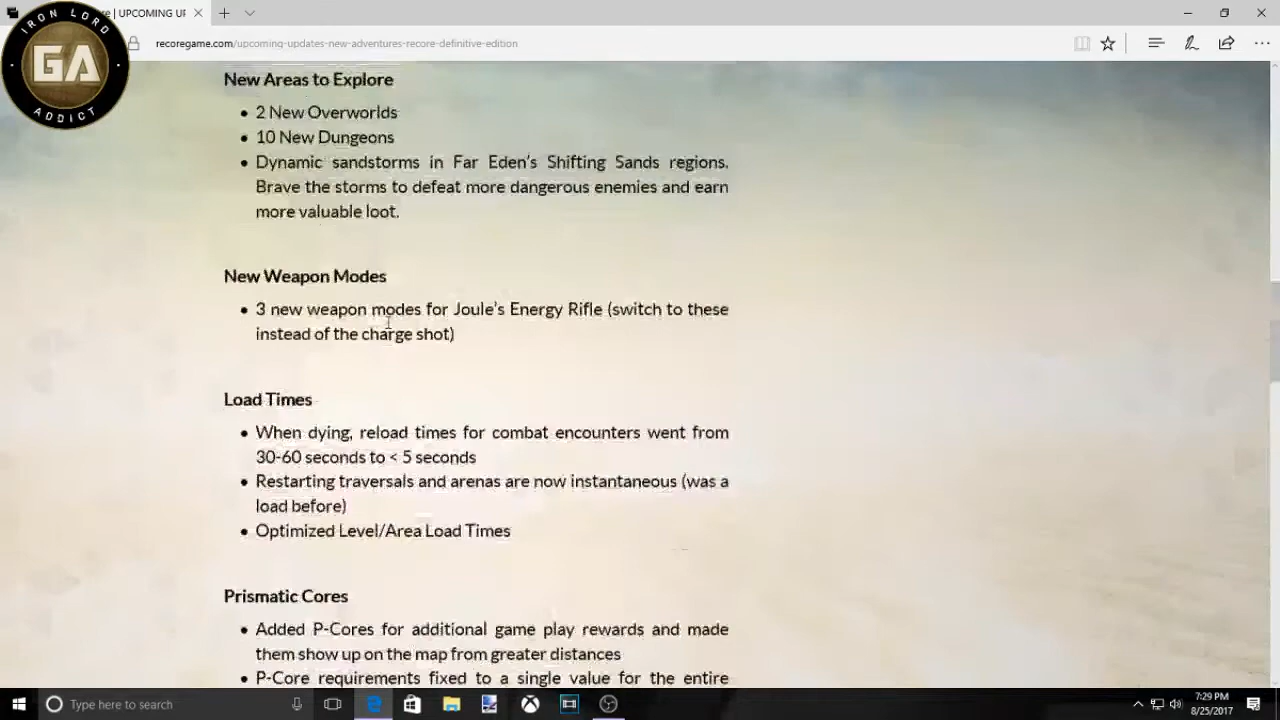 IRON LORD
GA
ADDICT
| UPCOMING UP
recoregame.com/upcoming-updates-new-adventures-recore-definitive-edition
New Areas to Explore
• 2 New Overworlds
• 10 New Dungeons
• Dynamic sandstorms in Far Eden's Shifting Sands regions.
Brave the storms to defeat more dangerous enemies and earn
more valuable loot.
New Weapon Modes
• 3 new weapon modes for Joule's Energy Rifle (switch to these
instead of the charge shot)
Load Times
• When dying, reload times for combat encounters went from
30-60 seconds to < 5 seconds
• Restarting traversals and arenas are now instantaneous (was a
load before)
• Optimized Level/Area Load Times
Prismatic Cores
• Added P-Cores for additional game play rewards and made
them show up on the map from greater distances
• P-Core requirements fixed to a single value for the entire
Type here to search
7:29 PM
8/25/2017